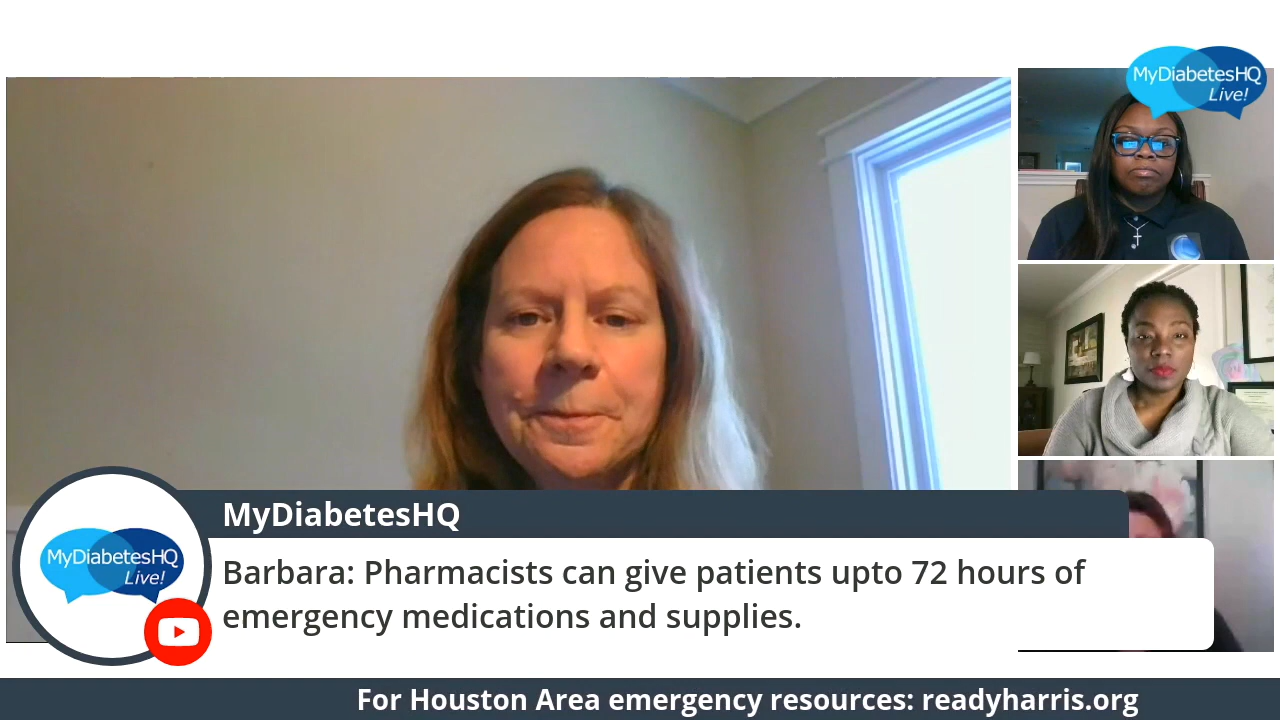 MyDiabetesHQ
Live!
MyDiabetesHQ
MyDiabetesHQ
Live!
Barbara: Pharmacists can give patients upto 72 hours of
emergency medications and supplies.
For Houston Area emergency resources: readyharris.org